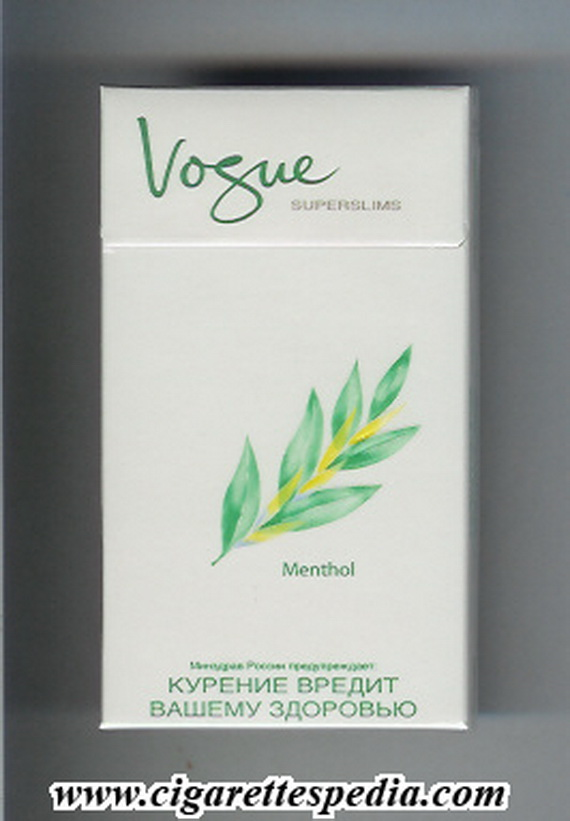 Vogue
SUPERSLIMS
Menthol
Минздрав России предупреждает:
КУРЕНИЕ ВРЕДИТ
ВАШЕМУ ЗДОРОВЬЮ
www.cigarettespedia.com